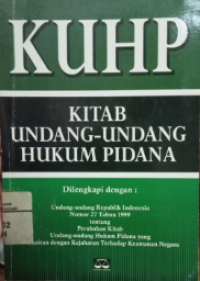 KUHP
KITAB
UNDANG-UNDANG
HUKUM PIDANA
Dilengkapi dengan :
Undang-undang Republik Indonesia
Nomor 27 Tahun 1999
tentang
Perubahan Kitab
Undang-undang Hukum Pidana yang
dengan Kejahatan Terhadap Keamanan Negara